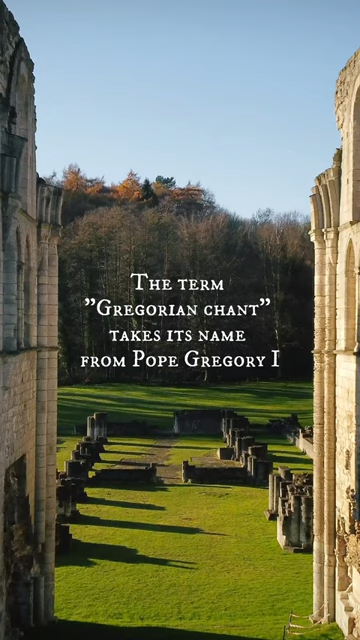 The term
"Gregorian chant"
takes its name
from Pope Gregory I